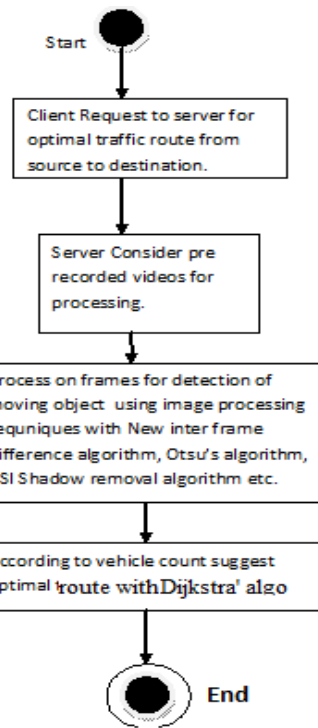 Start
Client Request to server for
optimal traffic route from
source to destination.
Server Consider pre
recorded videos for
processing.
rocess on frames for detection of
moving object using image processing
equniques with New inter frame
ifference algorithm, Otsu's algorithm,
SI Shadow removal algorithm etc.
ccording to vehicle count suggest
ptimal route withDijkstra' algo
End